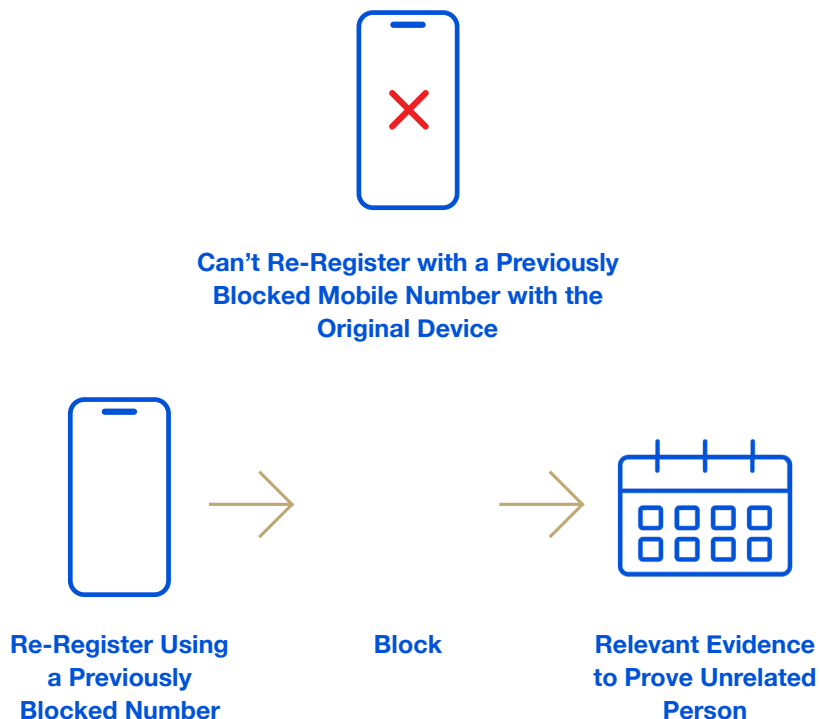 Can’t Re-Register with a Previously
Blocked Mobile Number with the
Original Device
Re-Register Using
a Previously
Blocked Number
Block
Relevant Evidence
to Prove Unrelated
Person